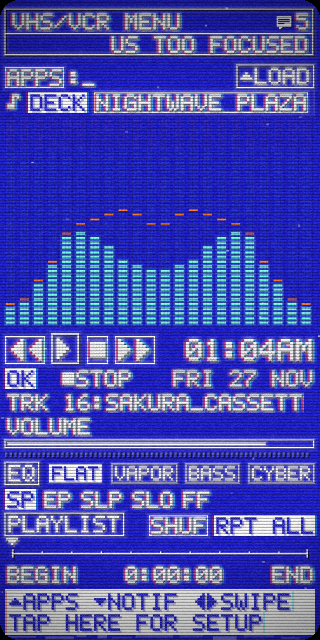 VHS/VCR MENU 5
US TOO FOCUSED
APPS:_ LOAD
DECK NIGHTWAVE PLAZA
01:04AM
OK STOP FRI 27 NOV
TRK 16:SAKURA_CASSETT
VOLUME
EQ FLAT VAPOR BASS CYBER
SP EP SLP SLO FF
PLAYLIST SHUF RPT ALL
BEGIN 0:00:00 END
APPS NOTIF SWIPE
TAP HERE FOR SETUP